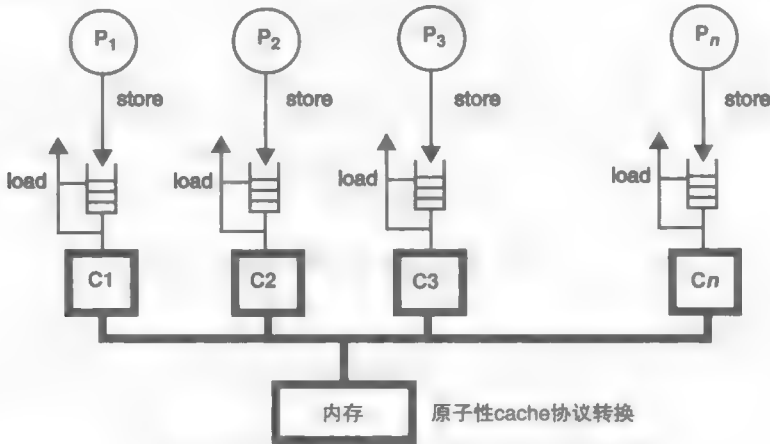 P1 P2 P3 Pn
store store store store
load load load load
C1 C2 C3 Cn
内存 原子性cache协议转换